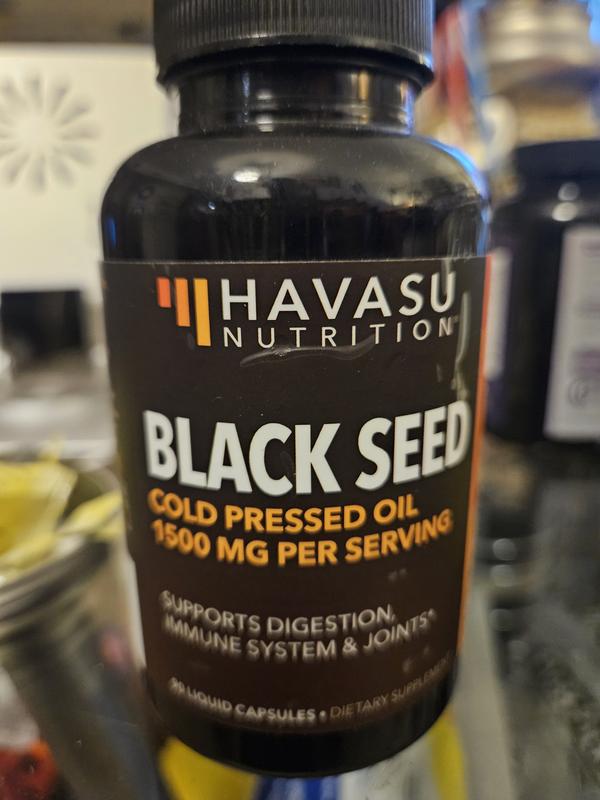 HAVASU
NUTRITION
BLACK SEED
COLD PRESSED OIL
1500 MG PER SERVING
SUPPORTS DIGESTION,
IMMUNE SYSTEM & JOINTS*
90 LIQUID CAPSULES • DIETARY SUPPLEMENT